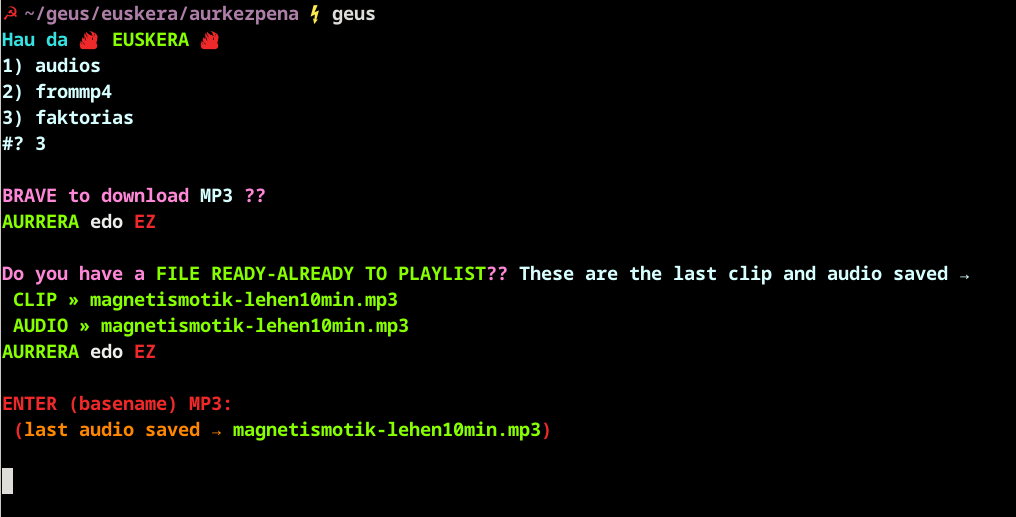 ☭ ~/geus/euskera/aurkezpena ⚡ geus
Hau da 🔥 EUSKERA 🔥
1) audios
2) frommp4
3) faktorias
#? 3
BRAVE to download MP3 ??
AURRERA edo EZ
Do you have a FILE READY-ALREADY TO PLAYLIST?? These are the last clip and audio saved →
CLIP » magnetismotik-lehen10min.mp3
AUDIO » magnetismotik-lehen10min.mp3
AURRERA edo EZ
ENTER (basename) MP3:
(last audio saved → magnetismotik-lehen10min.mp3)